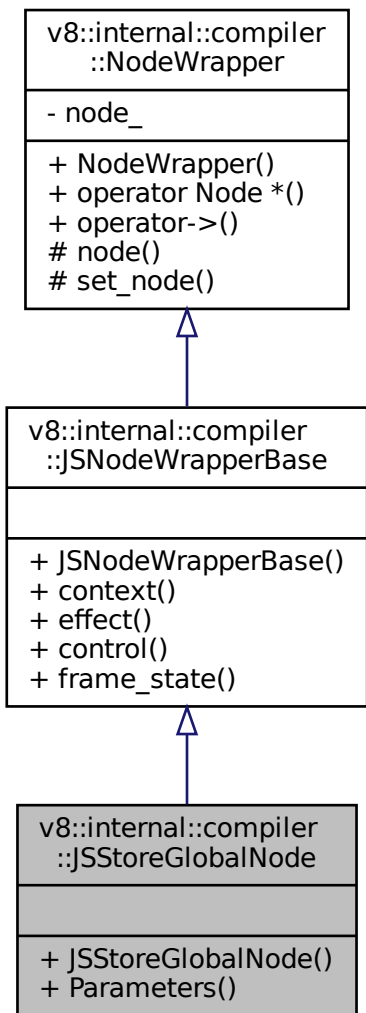 v8::internal::compiler
::NodeWrapper
- node_
+ NodeWrapper()
+ operator Node *()
+ operator->()
# node()
# set_node()
v8::internal::compiler
::JSNodeWrapperBase
+ JSNodeWrapperBase()
+ context()
+ effect()
+ control()
+ frame_state()
v8::internal::compiler
::JSStoreGlobalNode
+ JSStoreGlobalNode()
+ Parameters()